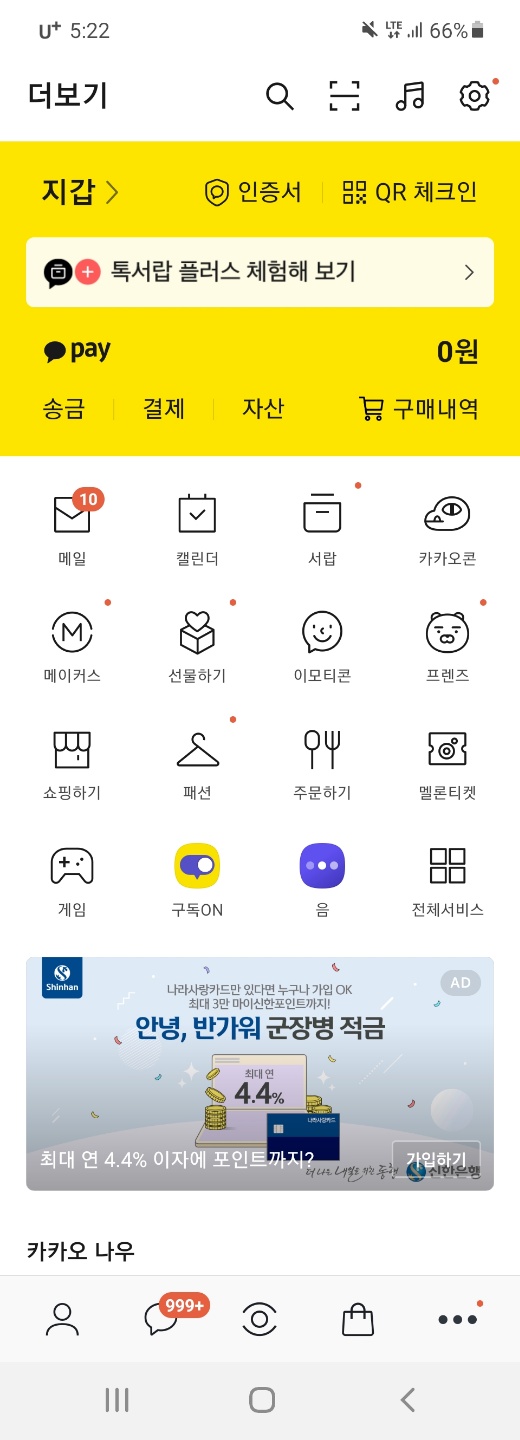 U+ 5:22 LTE 66%
더보기
지갑 인증서 QR 체크인
톡서랍 플러스 체험해 보기
pay 0원
송금 결제 자산 구매내역
10
메일 캘린더 서랍 카카오콘
메이커스 선물하기 이모티콘 프렌즈
쇼핑하기 패션 주문하기 멜론티켓
게임 구독ON 음 전체서비스
Shinhan
AD
나라사랑카드만 있다면 누구나 가입 OK
최대 3만 마이신한포인트까지!
안녕, 반가워 군장병 적금
최대 연
4.4%
나라사랑카드
최대 연 4.4% 이자에 포인트까지?
가입하기
더 나은 내일을 위한 동행 신한은행
카카오 나우
999+